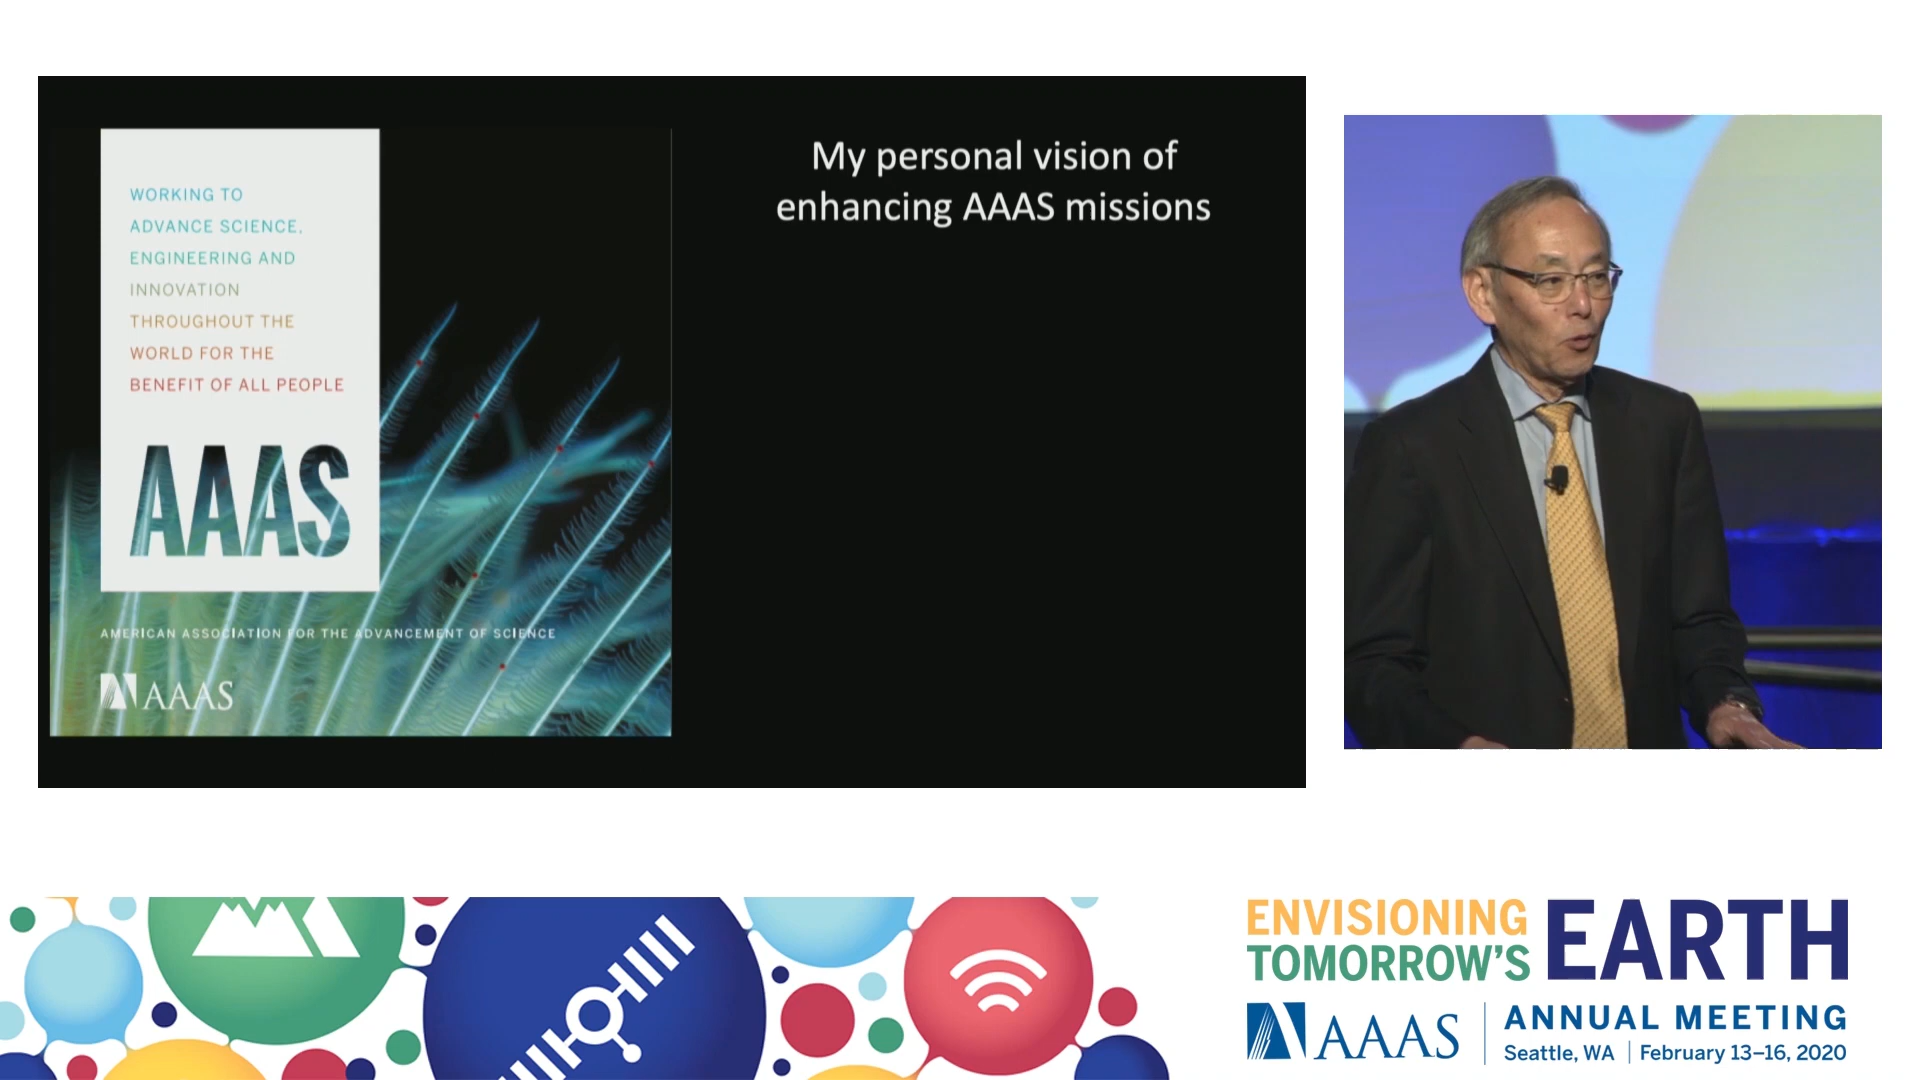 WORKING TO
ADVANCE SCIENCE,
ENGINEERING AND
INNOVATION
THROUGHOUT THE
WORLD FOR THE
BENEFIT OF ALL PEOPLE
AAAS
AMERICAN ASSOCIATION FOR THE ADVANCEMENT OF SCIENCE
AAAS
My personal vision of
enhancing AAAS missions
ENVISIONING
TOMORROW'S
EARTH
AAAS
ANNUAL MEETING
Seattle, WA | February 13–16, 2020